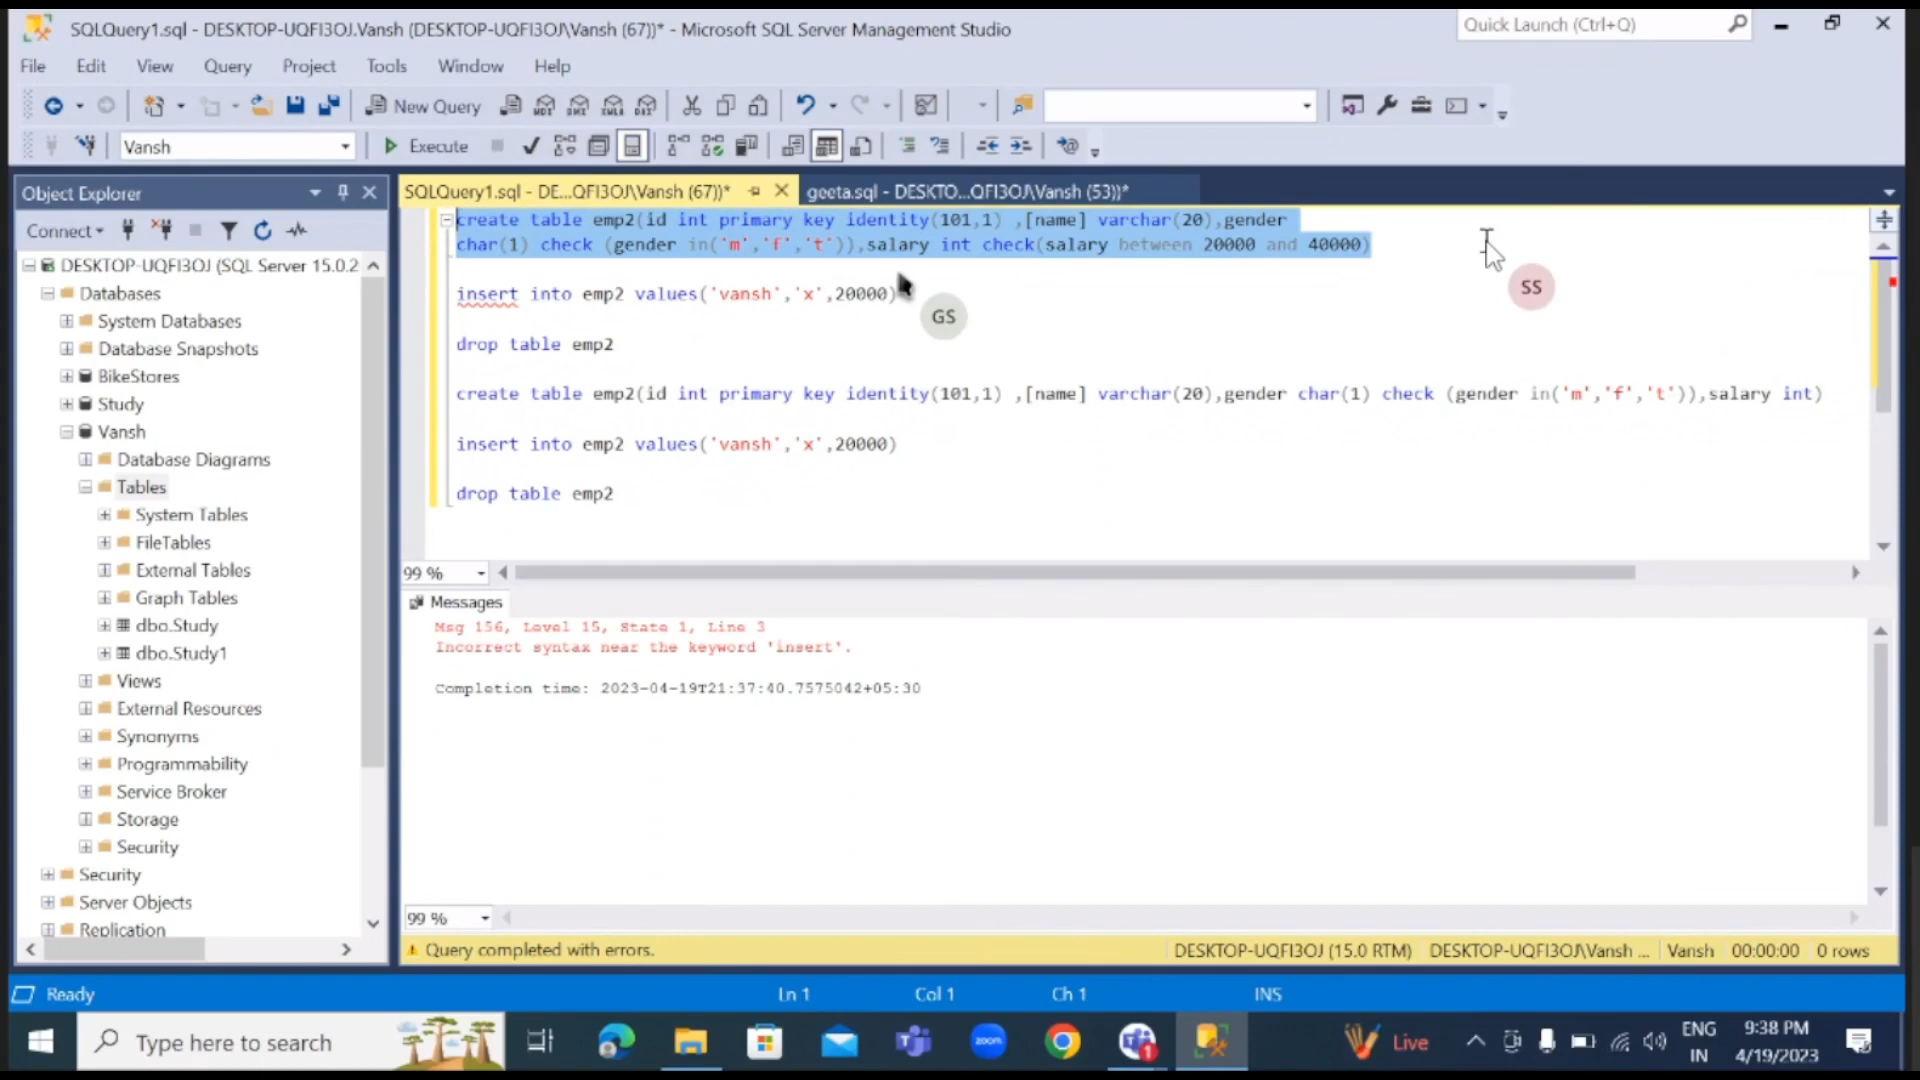 SQLQuery1.sql - DESKTOP-UQFI3OJ.Vansh (DESKTOP-UQFI3OJ\Vansh (67))* - Microsoft SQL Server Management Studio
Quick Launch (Ctrl+Q)
File Edit View Query Project Tools Window Help
New Query
Vansh
Execute
Object Explorer
SQLQuery1.sql - DE...QFI3OJ\Vansh (67))*
geeta.sql - DESKTO...QFI3OJ\Vansh (53))*
Connect
DESKTOP-UQFI3OJ (SQL Server 15.0.2
Databases
System Databases
Database Snapshots
BikeStores
Study
Vansh
Database Diagrams
Tables
System Tables
FileTables
External Tables
Graph Tables
dbo.Study
dbo.Study1
Views
External Resources
Synonyms
Programmability
Service Broker
Storage
Security
Security
Server Objects
Replication
create table emp2(id int primary key identity(101,1) ,[name] varchar(20),gender
char(1) check (gender in('m','f','t')),salary int check(salary between 20000 and 40000)
SS
insert into emp2 values('vansh','x',20000)
GS
drop table emp2
create table emp2(id int primary key identity(101,1) ,[name] varchar(20),gender char(1) check (gender in('m','f','t')),salary int)
insert into emp2 values('vansh','x',20000)
drop table emp2
99 %
Messages
Msg 156, Level 15, State 1, Line 3
Incorrect syntax near the keyword 'insert'.
Completion time: 2023-04-19T21:37:40.7575042+05:30
99 %
Query completed with errors.
DESKTOP-UQFI3OJ (15.0 RTM) DESKTOP-UQFI3OJ\Vansh ... Vansh 00:00:00 0 rows
Ready
Ln 1 Col 1 Ch 1 INS
Type here to search
zoom
1
Live
ENG
IN
9:38 PM
4/19/2023